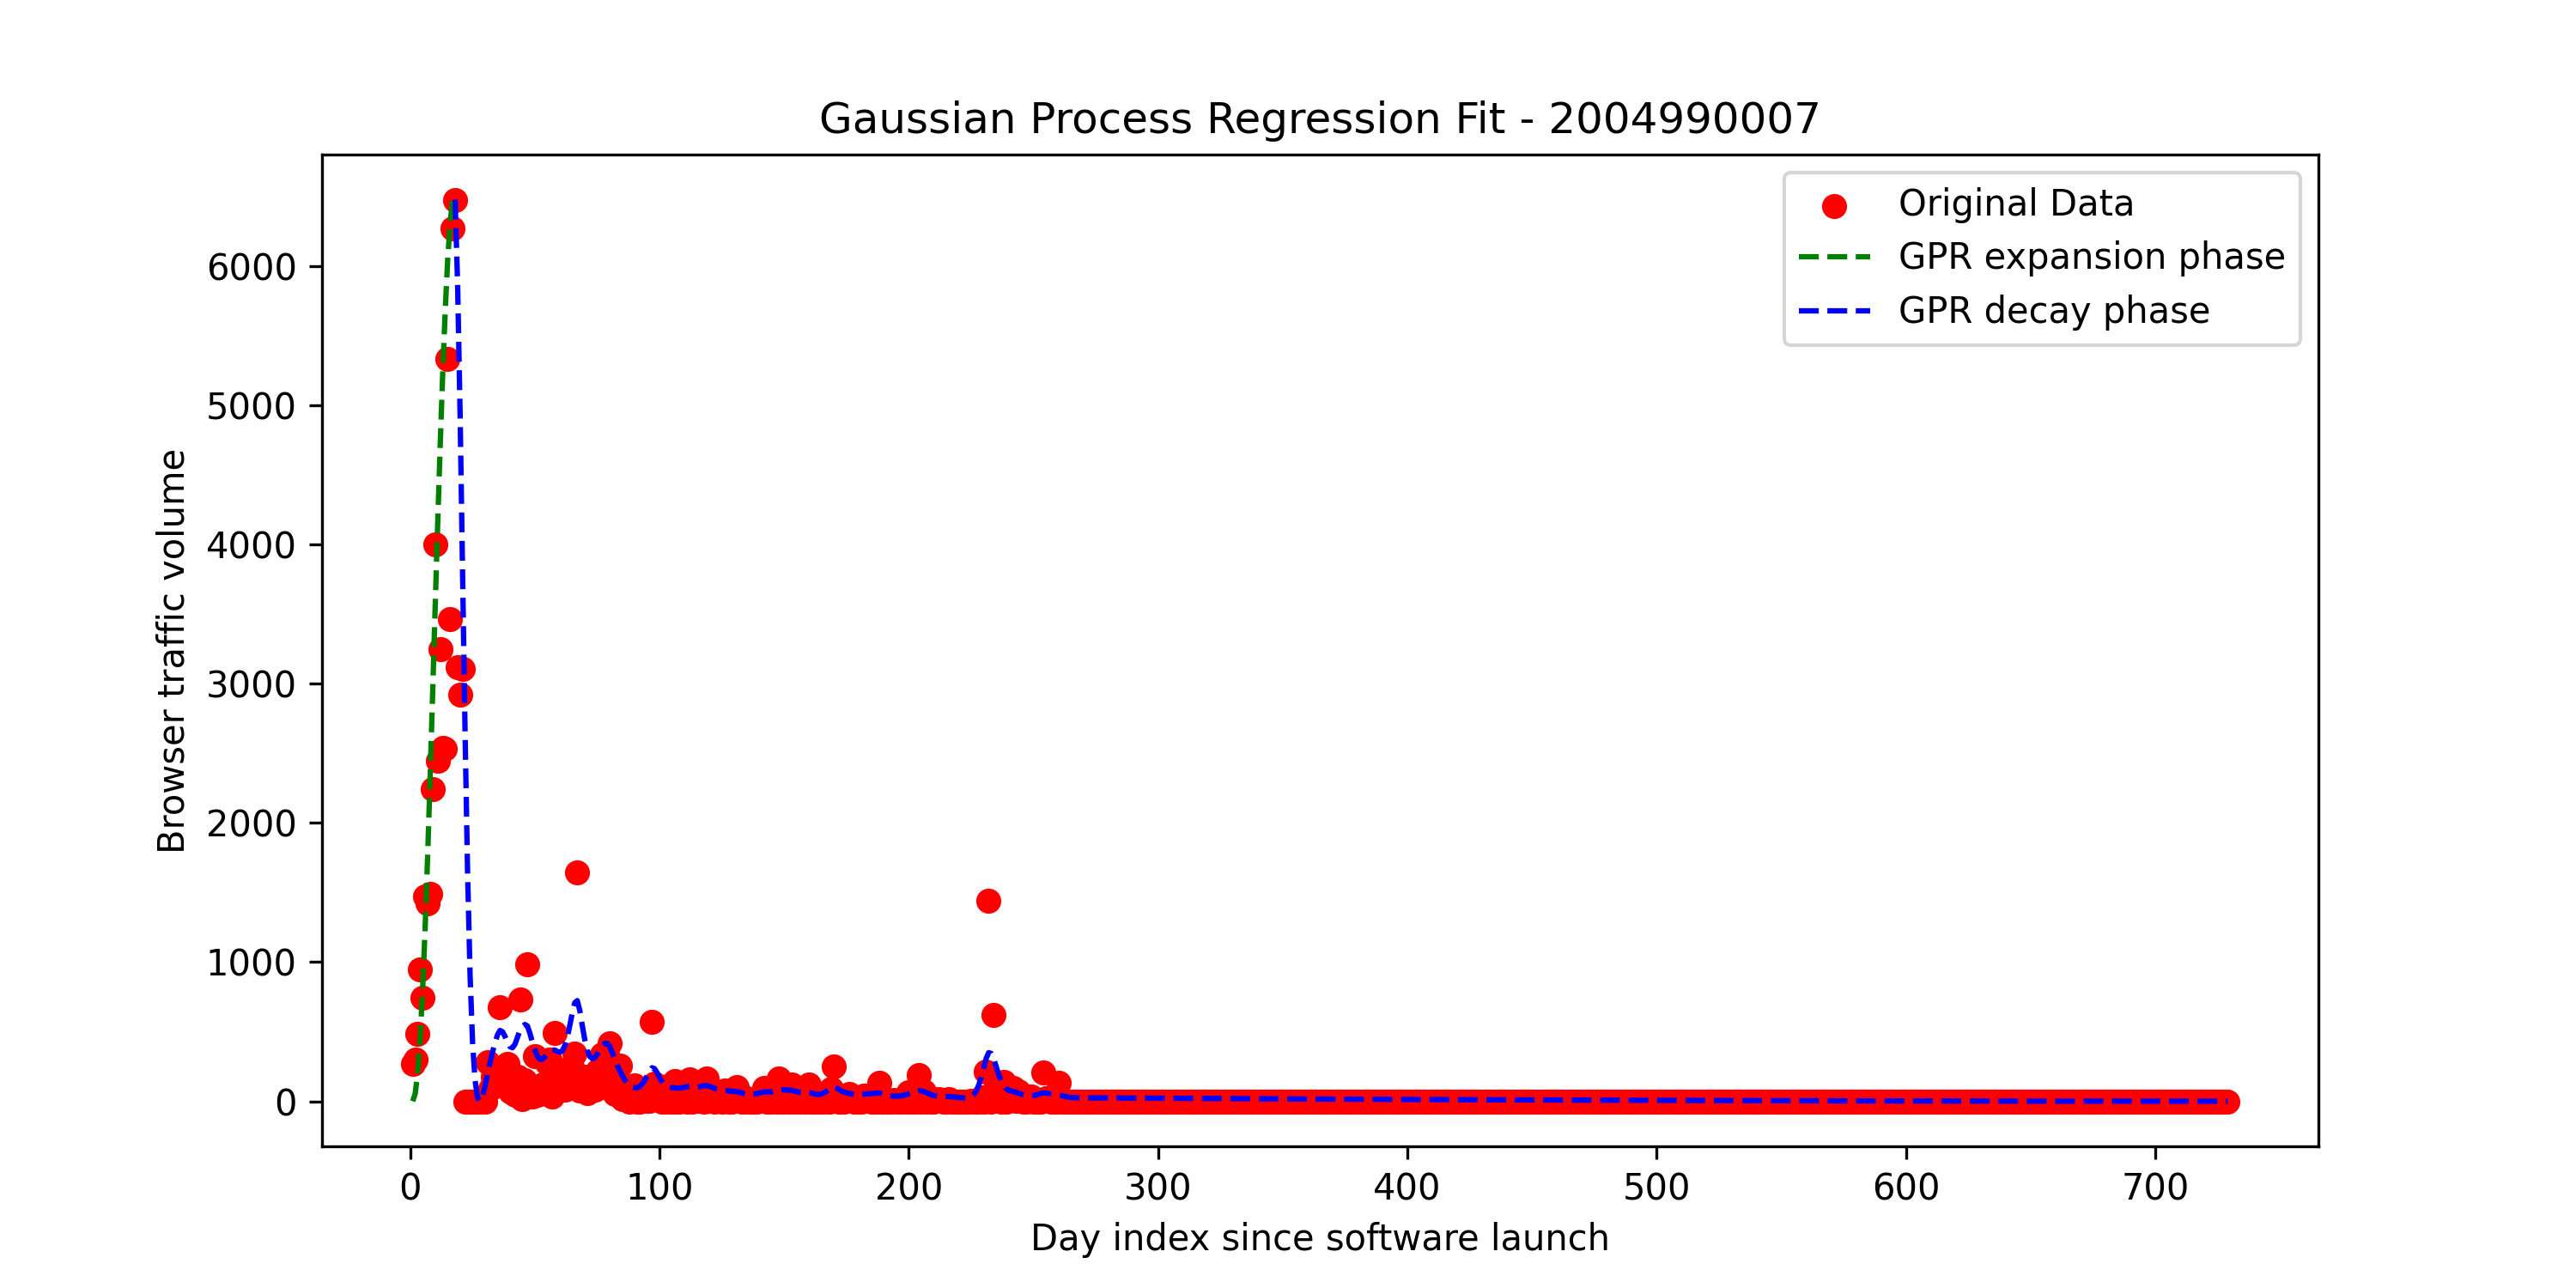 Gaussian Process Regression Fit - 2004990007
Original Data
GPR expansion phase
GPR decay phase
Browser traffic volume
6000
5000
4000
3000
2000
1000
0
0 100 200 300 400 500 600 700
Day index since software launch